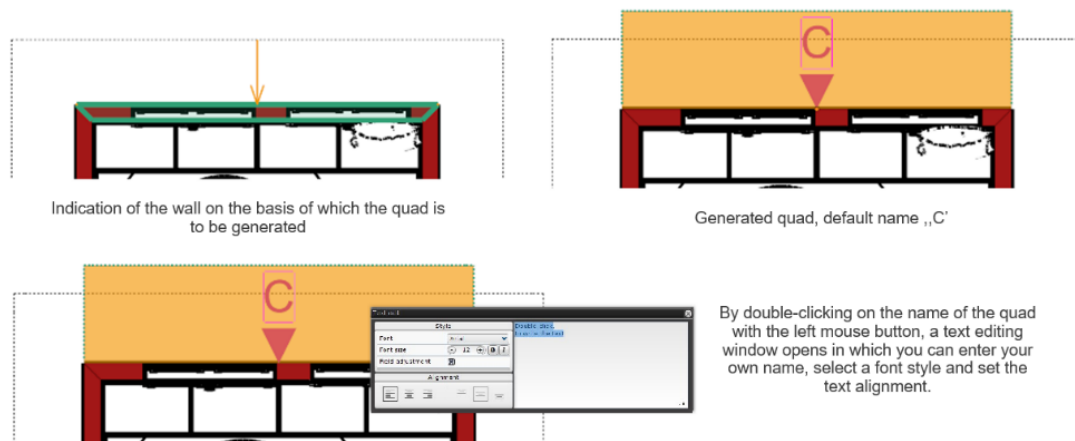 C
Indication of the wall on the basis of which the quad is
to be generated
Generated quad, default name ,,C'
C
Style
Font
Font size
12
Alignment
By double-clicking on the name of the quad
with the left mouse button, a text editing
window opens in which you can enter your
own name, select a font style and set the
text alignment.